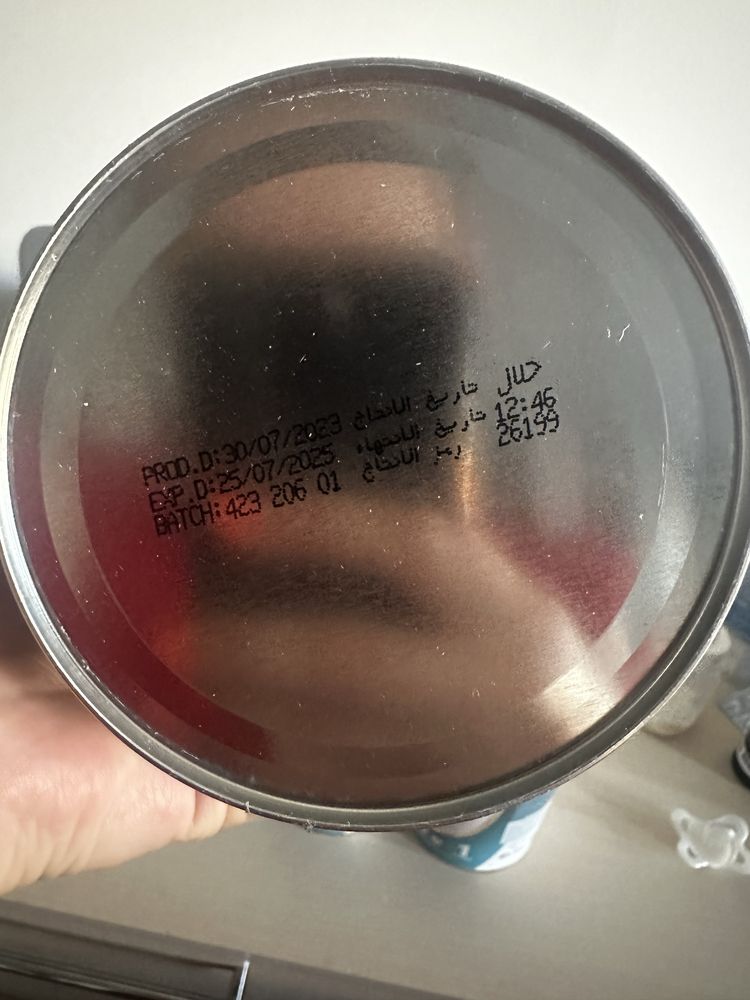 حلال
PROD.D:30/07/2023 تاريخ الانتاج 12:46
EXP.D:25/07/2025 تاريخ الانتهاء 26199
BATCH:423 206 01 رمز الانتاج
1